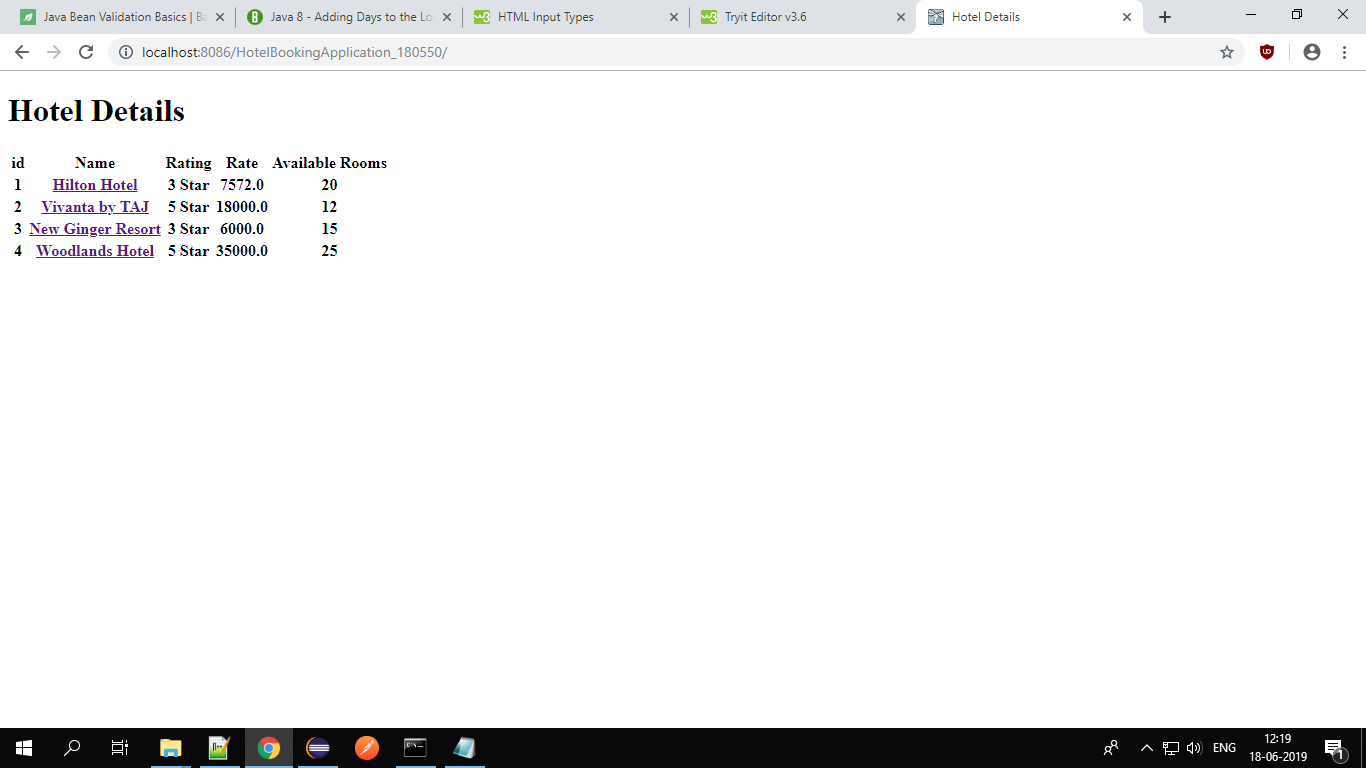 Java Bean Validation Basics | Ba
Java 8 - Adding Days to the Lo
HTML Input Types
Tryit Editor v3.6
Hotel Details
localhost:8086/HotelBookingApplication_180550/
Hotel Details
id Name Rating Rate Available Rooms
1 Hilton Hotel 3 Star 7572.0 20
2 Vivanta by TAJ 5 Star 18000.0 12
3 New Ginger Resort 3 Star 6000.0 15
4 Woodlands Hotel 5 Star 35000.0 25
ENG
12:19
18-06-2019
1